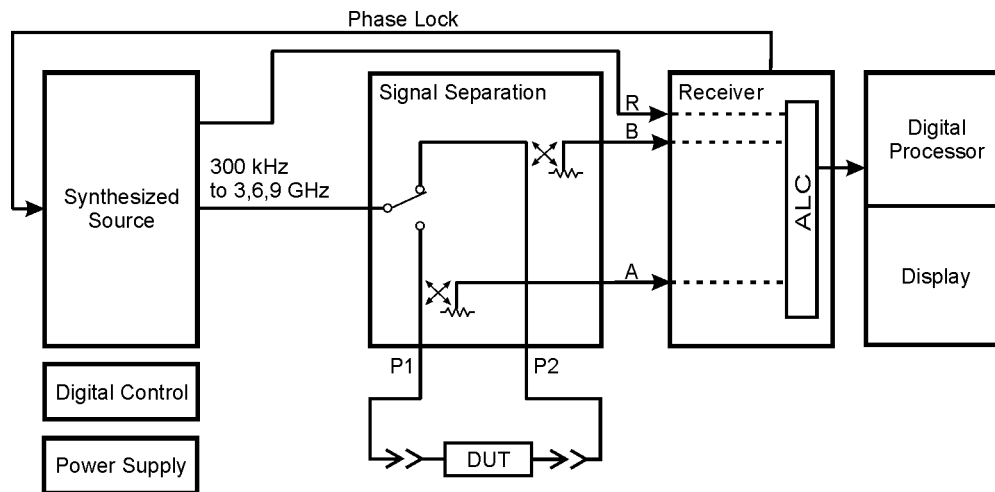 Phase Lock
Signal Separation
Receiver
R
B
300 kHz
to 3,6,9 GHz
Synthesized
Source
Digital
Processor
ALC
A
Display
P1
P2
Digital Control
DUT
Power Supply